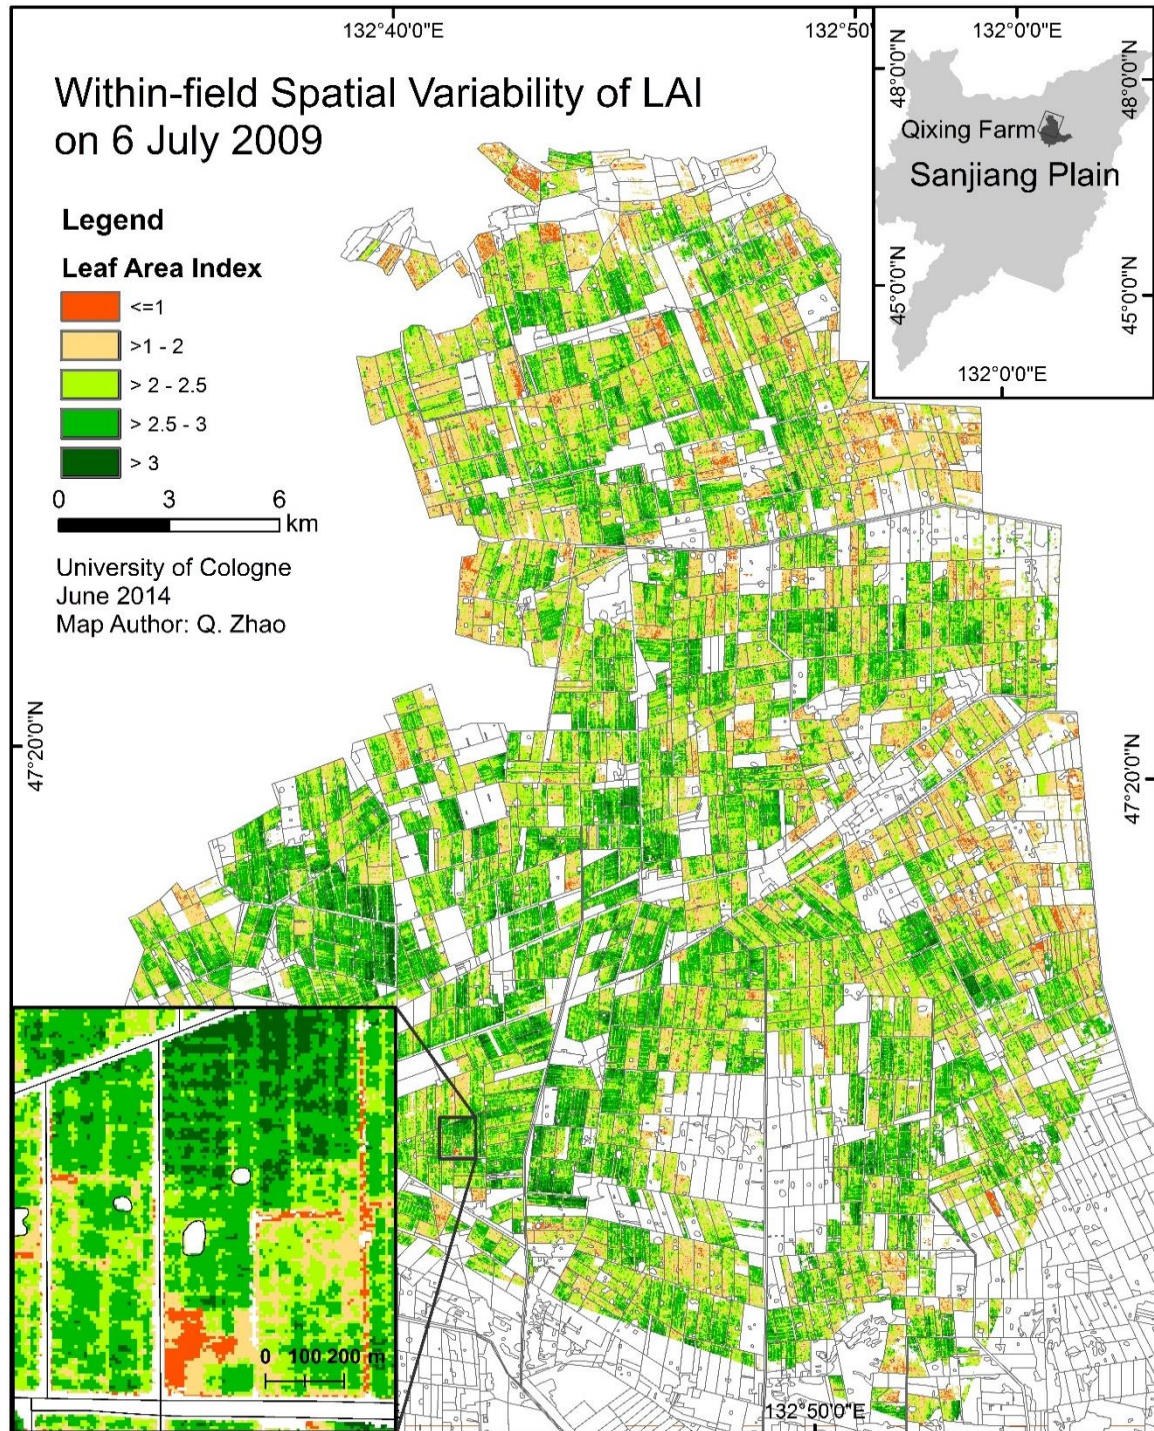 132°40'0"E
132°50'
132°0'0"E
Within-field Spatial Variability of LAI
on 6 July 2009
48°0'0"N
48°0'0"N
Qixing Farm
Sanjiang Plain
45°0'0"N
45°0'0"N
132°0'0"E
Legend
Leaf Area Index
<=1
>1 - 2
> 2 - 2.5
> 2.5 - 3
> 3
0 3 6
km
University of Cologne
June 2014
Map Author: Q. Zhao
47°20'0"N
47°20'0"N
0 100 200 m
132°50'0"E